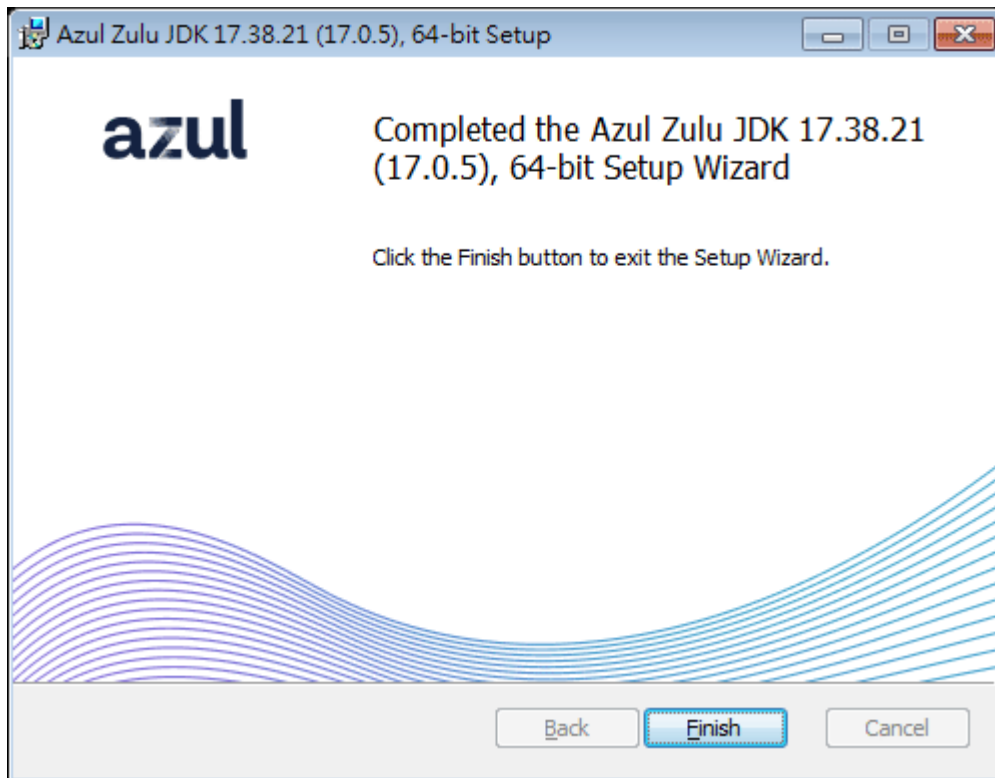 Azul Zulu JDK 17.38.21 (17.0.5), 64-bit Setup
azul
Completed the Azul Zulu JDK 17.38.21
(17.0.5), 64-bit Setup Wizard
Click the Finish button to exit the Setup Wizard.
Back
Finish
Cancel